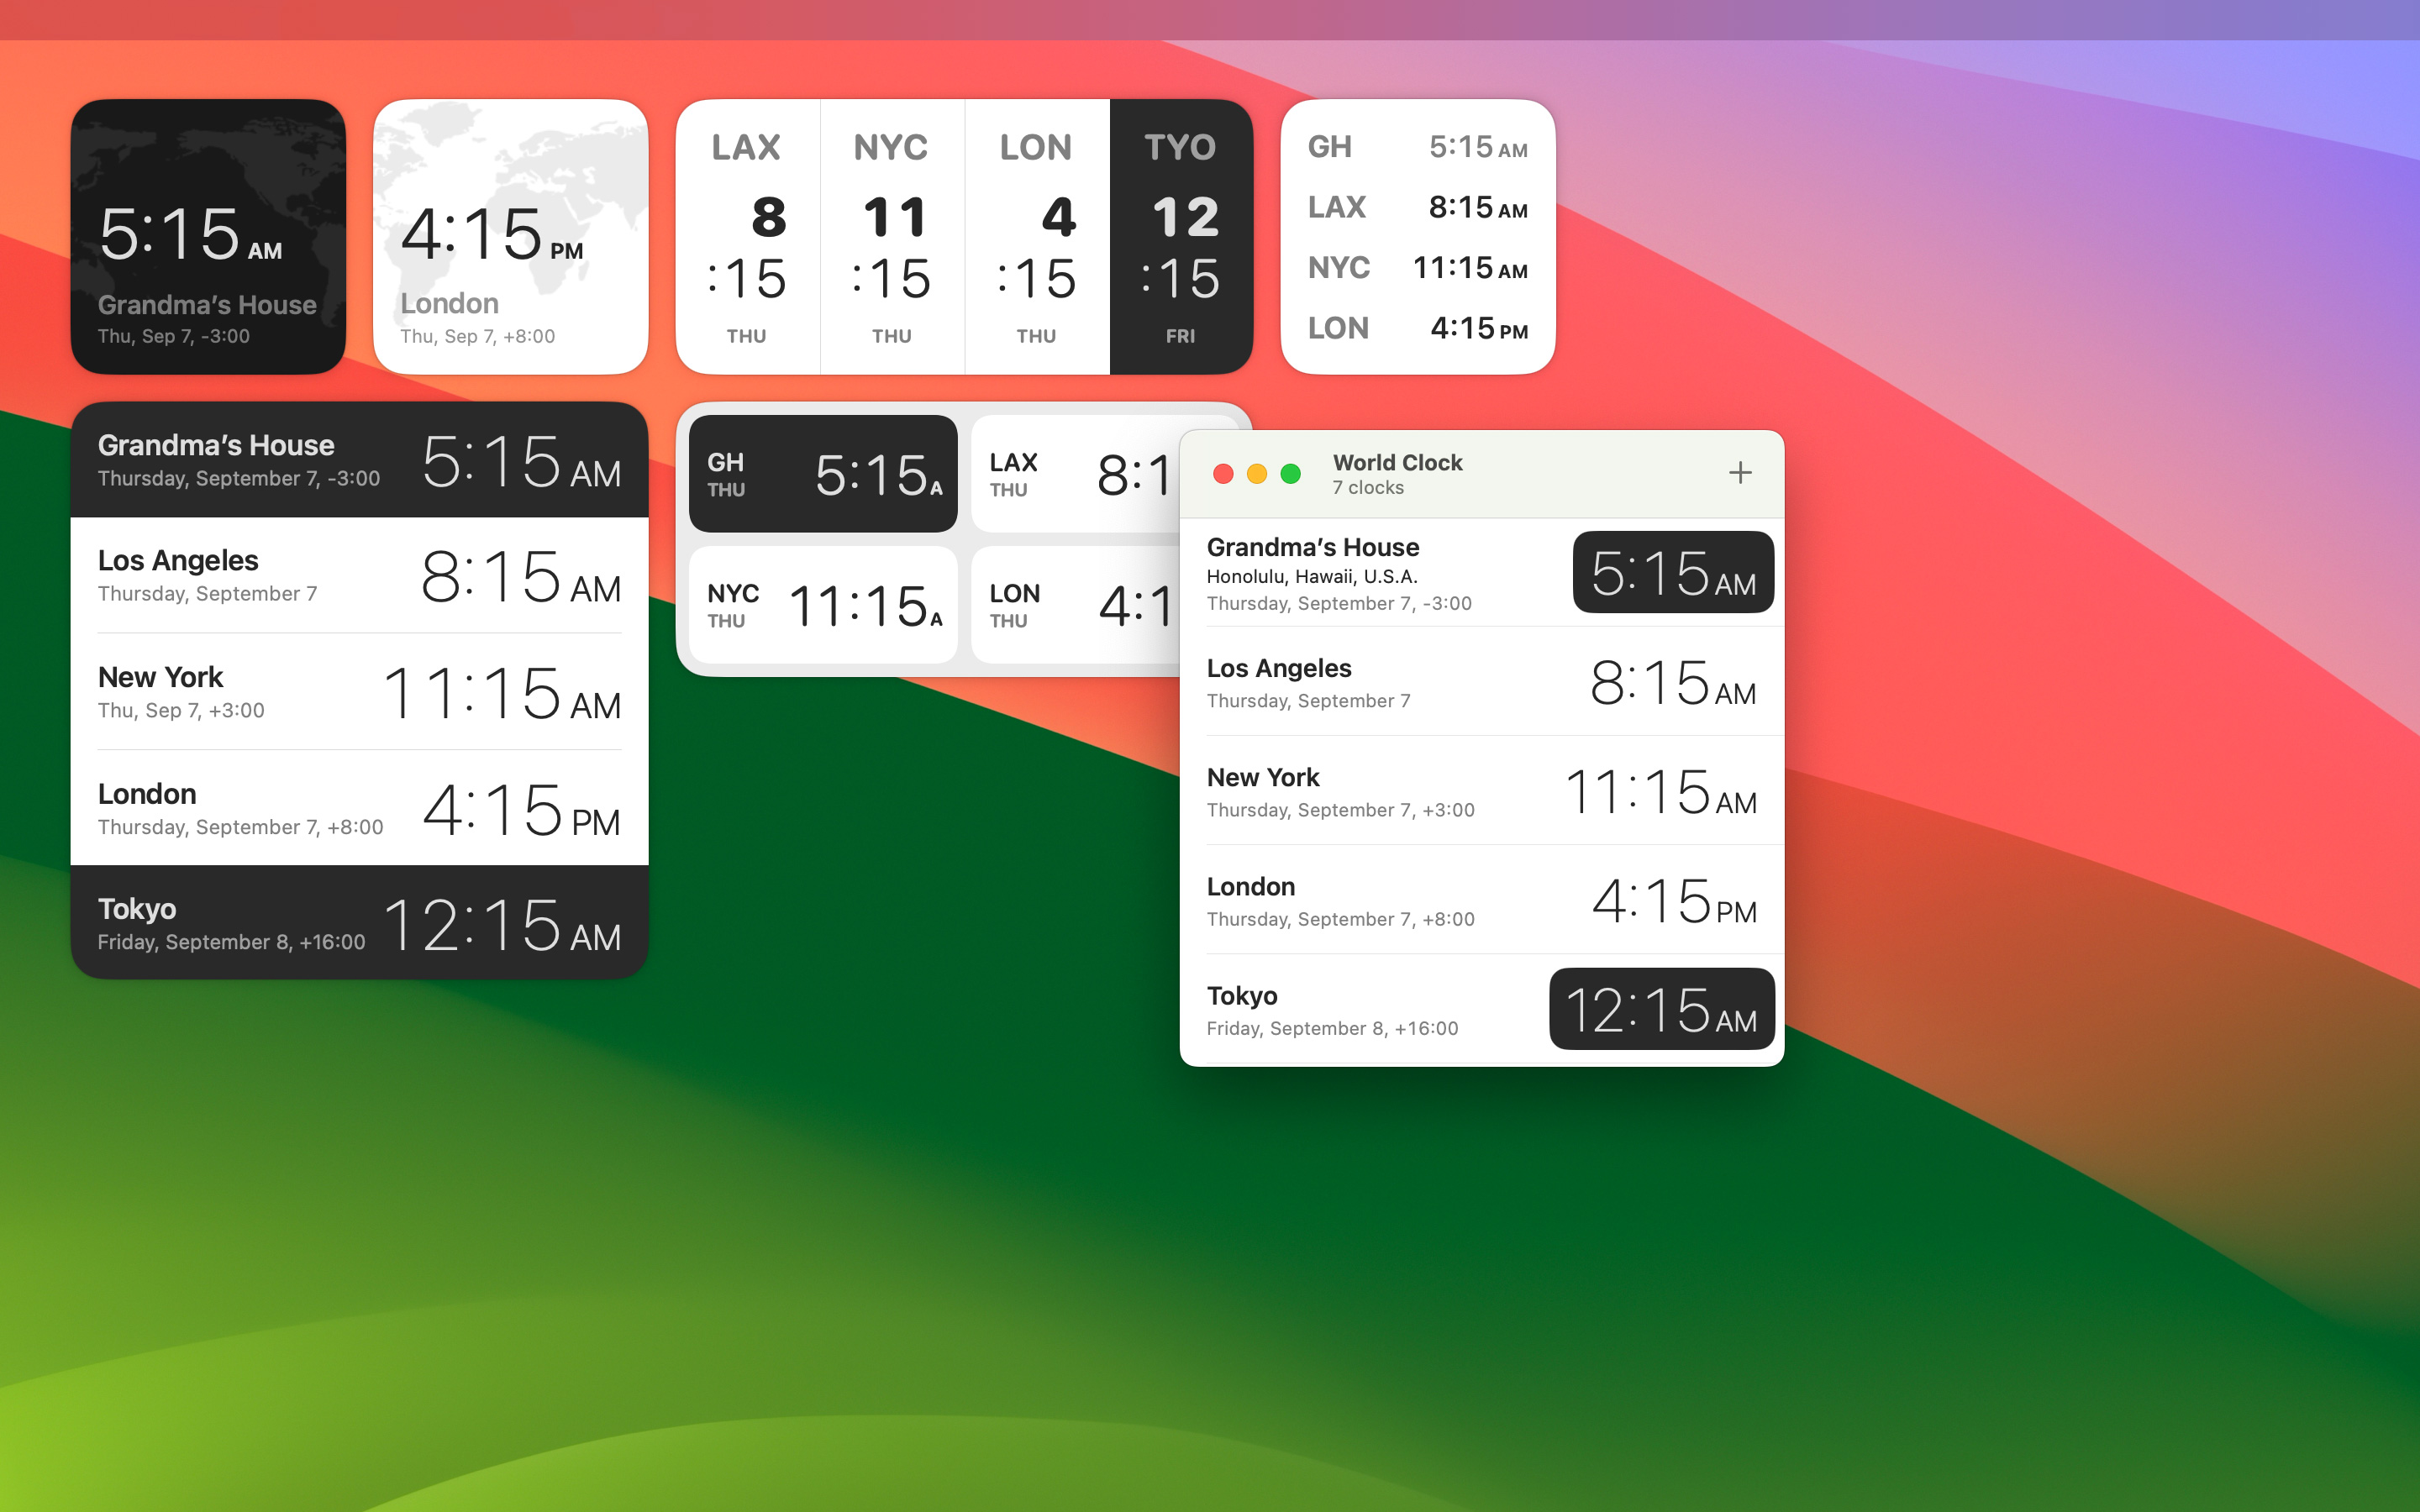 5:15 AM
Grandma’s House
Thu, Sep 7, -3:00
4:15 PM
London
Thu, Sep 7, +8:00
LAX
8
:15
THU
NYC
11
:15
THU
LON
4
:15
THU
TYO
12
:15
FRI
GH 5:15 AM
LAX 8:15 AM
NYC 11:15 AM
LON 4:15 PM
Grandma’s House 5:15 AM
Thursday, September 7, -3:00
Los Angeles 8:15 AM
Thursday, September 7
New York 11:15 AM
Thu, Sep 7, +3:00
London 4:15 PM
Thursday, September 7, +8:00
Tokyo 12:15 AM
Friday, September 8, +16:00
GH 5:15 A
THU
LAX 8:1
THU
NYC 11:15 A
THU
LON 4:1
THU
World Clock
7 clocks
Grandma’s House
Honolulu, Hawaii, U.S.A. 5:15 AM
Thursday, September 7, -3:00
Los Angeles 8:15 AM
Thursday, September 7
New York 11:15 AM
Thursday, September 7, +3:00
London 4:15 PM
Thursday, September 7, +8:00
Tokyo 12:15 AM
Friday, September 8, +16:00